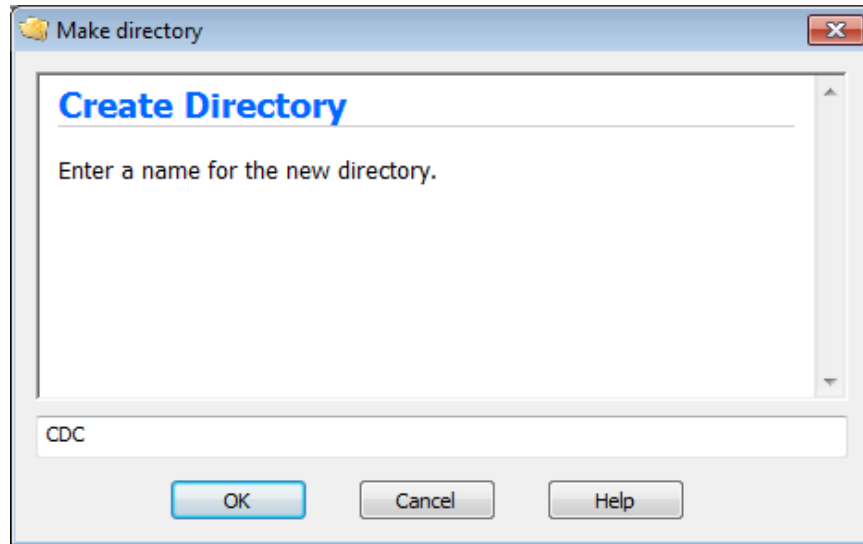 Make directory
Create Directory
Enter a name for the new directory.
CDC
OK Cancel Help